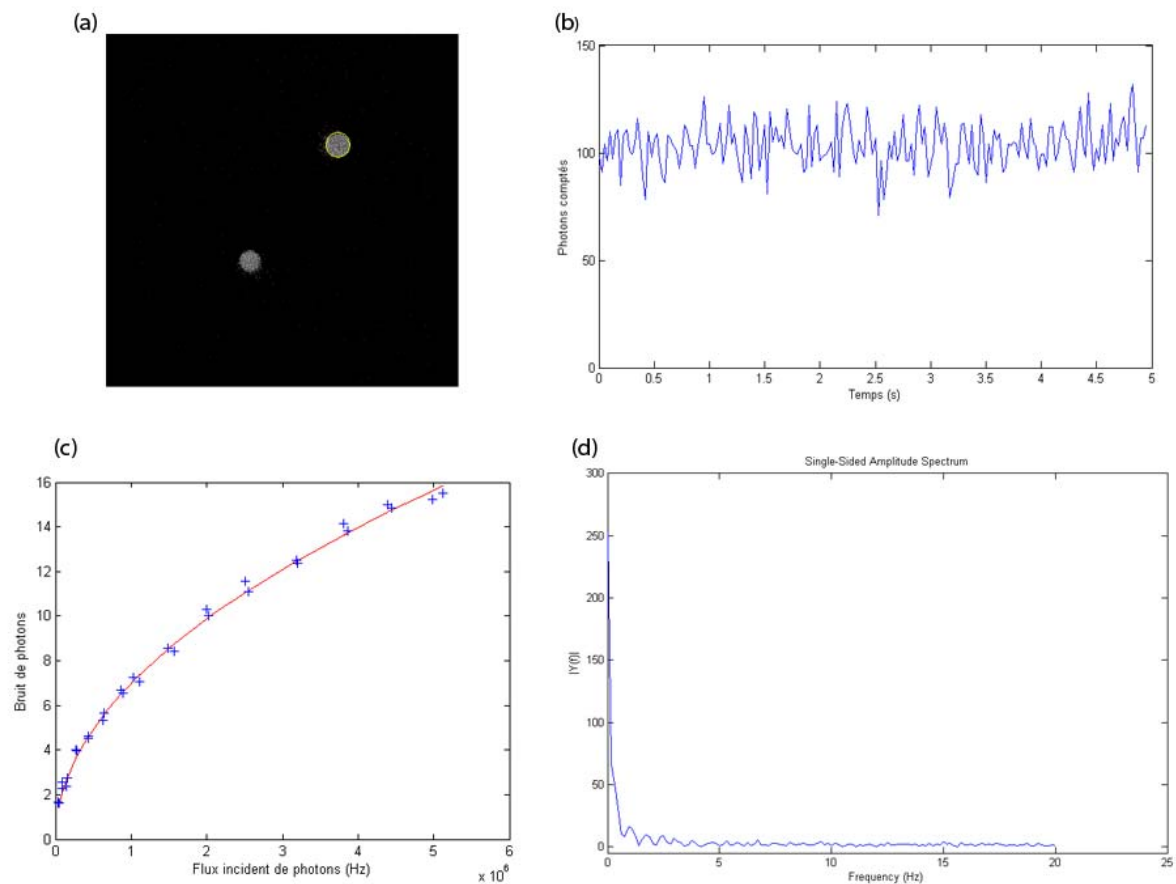 (a)
(b)
150
100
50
0
Photons comptés
0 0.5 1 1.5 2 2.5 3 3.5 4 4.5 5
Temps (s)
(c)
16
14
12
10
8
6
4
2
0
Bruit de photons
0 1 2 3 4 5 6
Flux incident de photons (Hz)
x 10⁶
(d)
Single-Sided Amplitude Spectrum
300
250
200
150
100
50
0
|Y(f)|
0 5 10 15 20 25
Frequency (Hz)